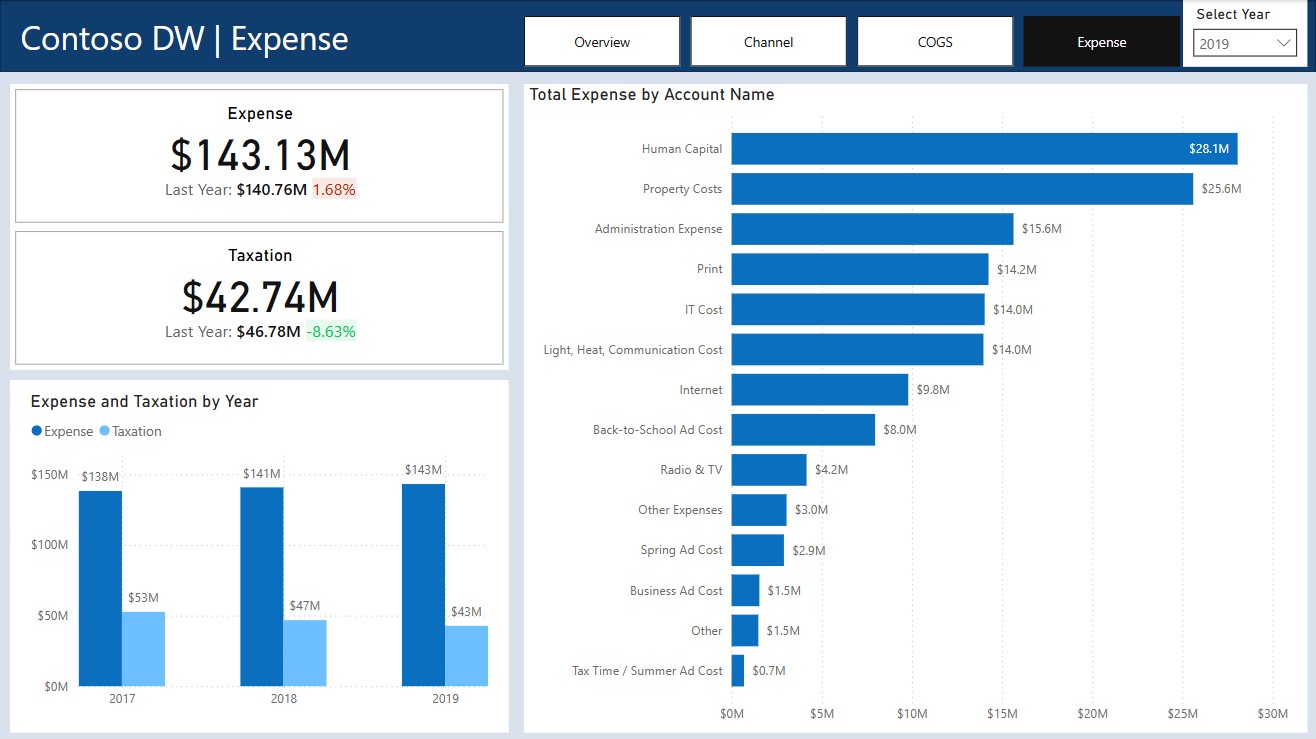 Contoso DW | Expense
Overview
Channel
COGS
Expense
Select Year
2019
Expense
$143.13M
Last Year: $140.76M 1.68%
Taxation
$42.74M
Last Year: $46.78M -8.63%
Expense and Taxation by Year
Expense Taxation
$150M
$100M
$50M
$0M
$138M
$53M
$141M
$47M
$143M
$43M
2017
2018
2019
Total Expense by Account Name
Human Capital $28.1M
Property Costs $25.6M
Administration Expense $15.6M
Print $14.2M
IT Cost $14.0M
Light, Heat, Communication Cost $14.0M
Internet $9.8M
Back-to-School Ad Cost $8.0M
Radio & TV $4.2M
Other Expenses $3.0M
Spring Ad Cost $2.9M
Business Ad Cost $1.5M
Other $1.5M
Tax Time / Summer Ad Cost $0.7M
$0M $5M $10M $15M $20M $25M $30M